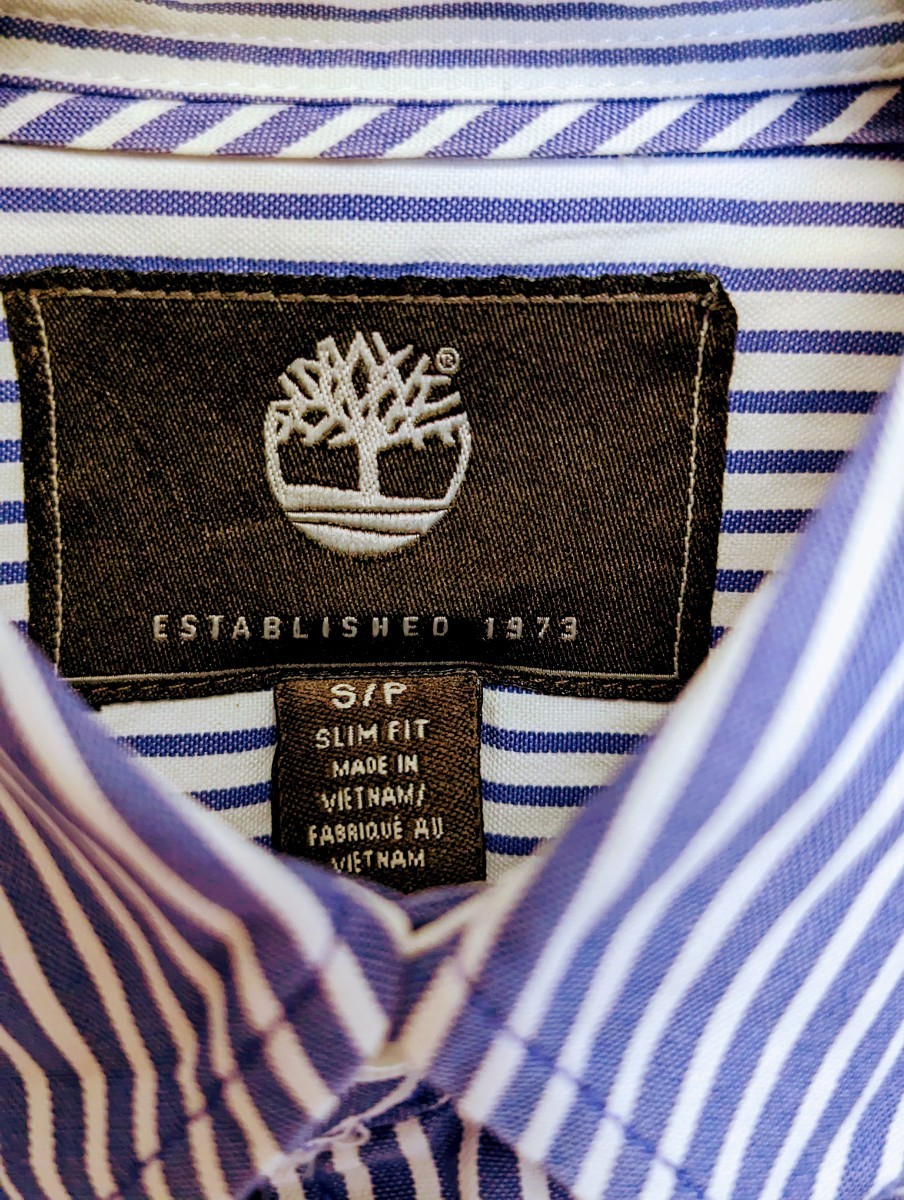 ®
ESTABLISHED 1973
S/P
SLIM FIT
MADE IN
VIETNAM/
FABRIQUÉ AU
VIETNAM